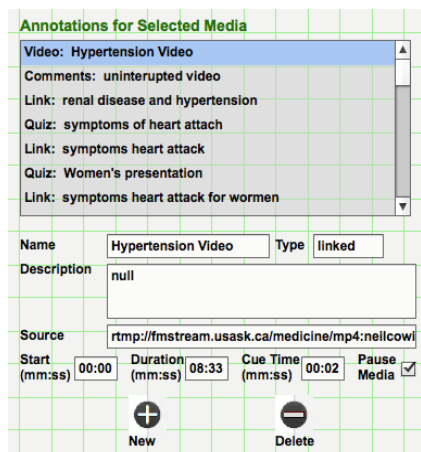 Annotations for Selected Media
Video: Hypertension Video
Comments: uninterupted video
Link: renal disease and hypertension
Quiz: symptoms of heart attach
Link: symptoms heart attack
Quiz: Women's presentation
Link: symptoms heart attack for wormen
Name Hypertension Video Type linked
Description null
Source rtmp://fmstream.usask.ca/medicine/mp4:neilcowi
Start (mm:ss) 00:00 Duration (mm:ss) 08:33 Cue Time (mm:ss) 00:02 Pause Media
New Delete